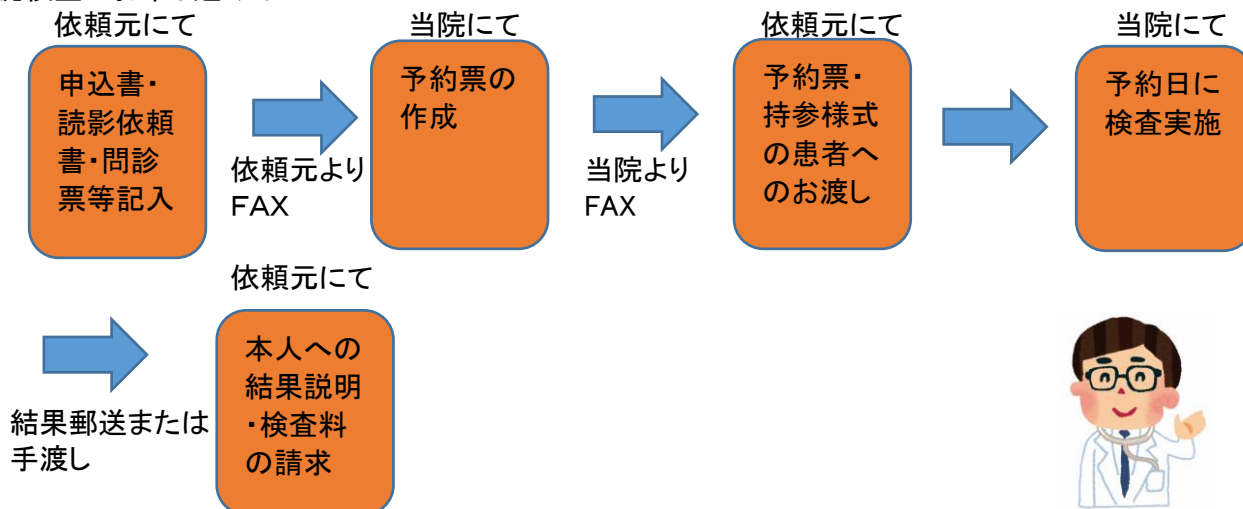 依頼元にて
申込書・
読影依頼
書・問診
票等記入
依頼元より
FAX
当院にて
予約票の
作成
当院より
FAX
依頼元にて
予約票・
持参様式
の患者へ
のお渡し
当院にて
予約日に
検査実施
結果郵送または
手渡し
依頼元にて
本人への
結果説明
・検査料
の請求